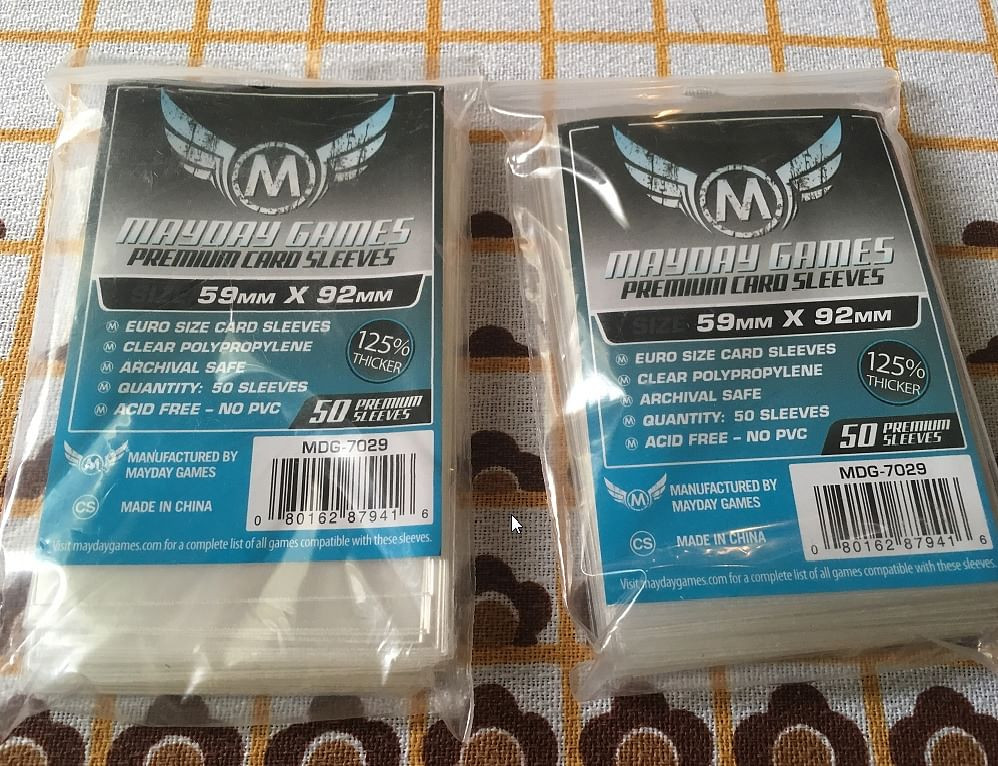 M
MAYDAY GAMES
PREMIUM CARD SLEEVES
SIZE 59MM X 92MM
M EURO SIZE CARD SLEEVES
M CLEAR POLYPROPYLENE
M ARCHIVAL SAFE
M QUANTITY: 50 SLEEVES
M ACID FREE - NO PVC
125%
THICKER
50 PREMIUM
SLEEVES
M
MANUFACTURED BY
MAYDAY GAMES
CS MADE IN CHINA
MDG-7029
0 80162 87941 6
Visit maydaygames.com for a complete list of all games compatible with these sleeves.
M
MAYDAY GAMES
PREMIUM CARD SLEEVES
SIZE 59MM X 92MM
M EURO SIZE CARD SLEEVES
M CLEAR POLYPROPYLENE
M ARCHIVAL SAFE
M QUANTITY: 50 SLEEVES
M ACID FREE - NO PVC
125%
THICKER
50 PREMIUM
SLEEVES
M
MANUFACTURED BY
MAYDAY GAMES
CS MADE IN CHINA
MDG-7029
0 80162 87941 6
Visit maydaygames.com for a complete list of all games compatible with these sleeves.